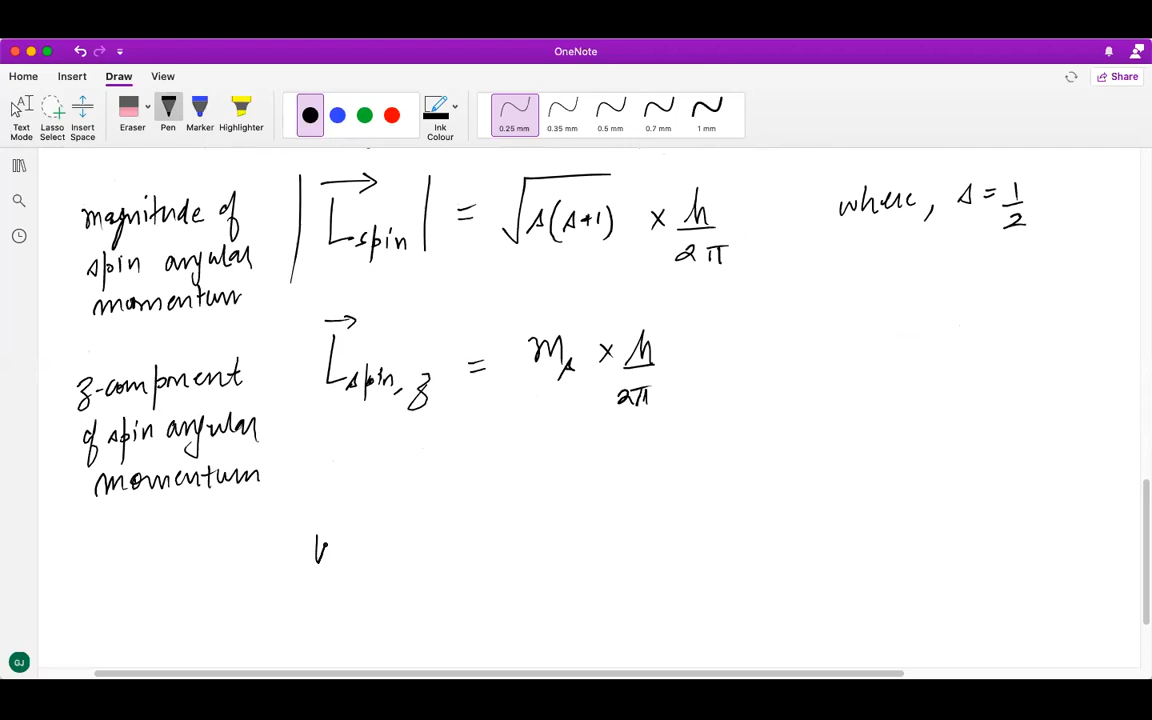 OneNote
Home Insert Draw View
Share
Text Mode
Lasso Select
Insert Space
Eraser
Pen
Marker
Highlighter
Ink Colour
0.25 mm
0.35 mm
0.5 mm
0.7 mm
1 mm
magnitude of
spin angular
momentum
|L⃗spin| = √s(s+1) × h/2π where, s = 1/2
z-component
of spin angular
momentum
L⃗spin, z = ms × h/2π
GJ